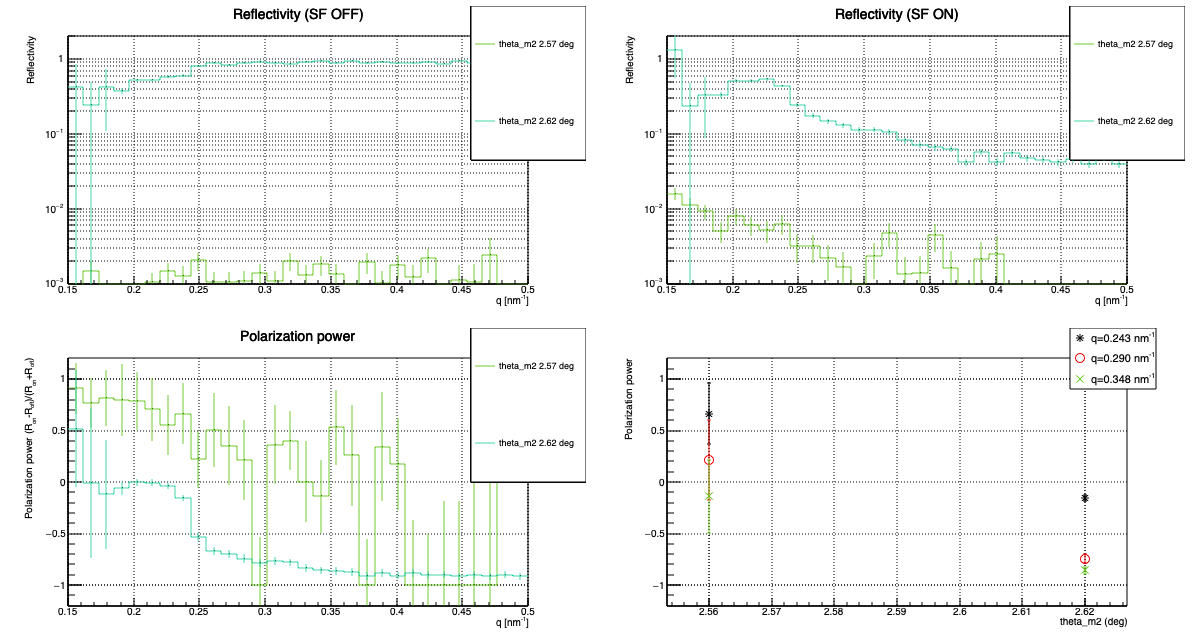 Reflectivity (SF OFF)
Reflectivity
1
10⁻¹
10⁻²
10⁻³
0.15 0.2 0.25 0.3 0.35 0.4 0.45 0.5
q [nm⁻¹]
theta_m2 2.57 deg
theta_m2 2.62 deg
Reflectivity (SF ON)
Reflectivity
1
10⁻¹
10⁻²
10⁻³
0.15 0.2 0.25 0.3 0.35 0.4 0.45 0.5
q [nm⁻¹]
theta_m2 2.57 deg
theta_m2 2.62 deg
Polarization power
Polarization power (R_on-R_off)/(R_on+R_off)
1
0.5
0
−0.5
−1
0.15 0.2 0.25 0.3 0.35 0.4 0.45 0.5
q [nm⁻¹]
theta_m2 2.57 deg
theta_m2 2.62 deg
Polarization power
1
0.5
0
−0.5
−1
2.56 2.57 2.58 2.59 2.6 2.61 2.62
theta_m2 (deg)
q=0.243 nm⁻¹
q=0.290 nm⁻¹
q=0.348 nm⁻¹